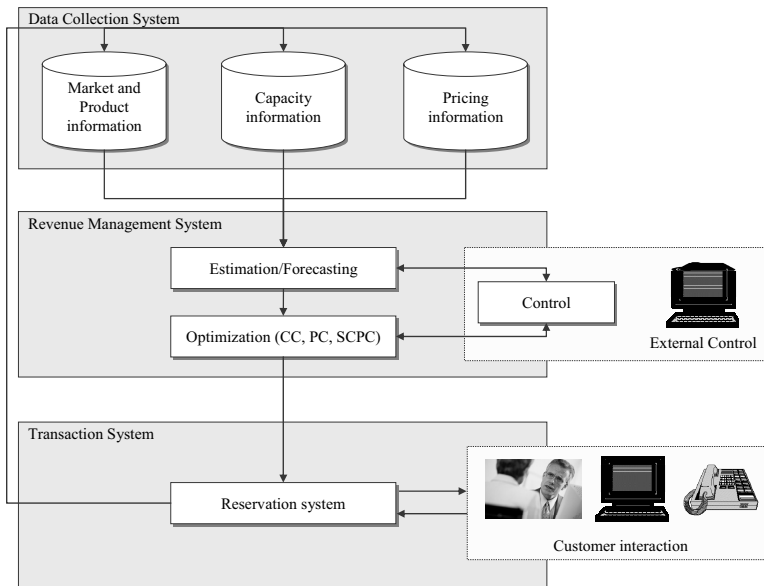 Data Collection System
Market and
Product
information
Capacity
information
Pricing
information
Revenue Management System
Estimation/Forecasting
Control
Optimization (CC, PC, SCPC)
External Control
Transaction System
Reservation system
Customer interaction